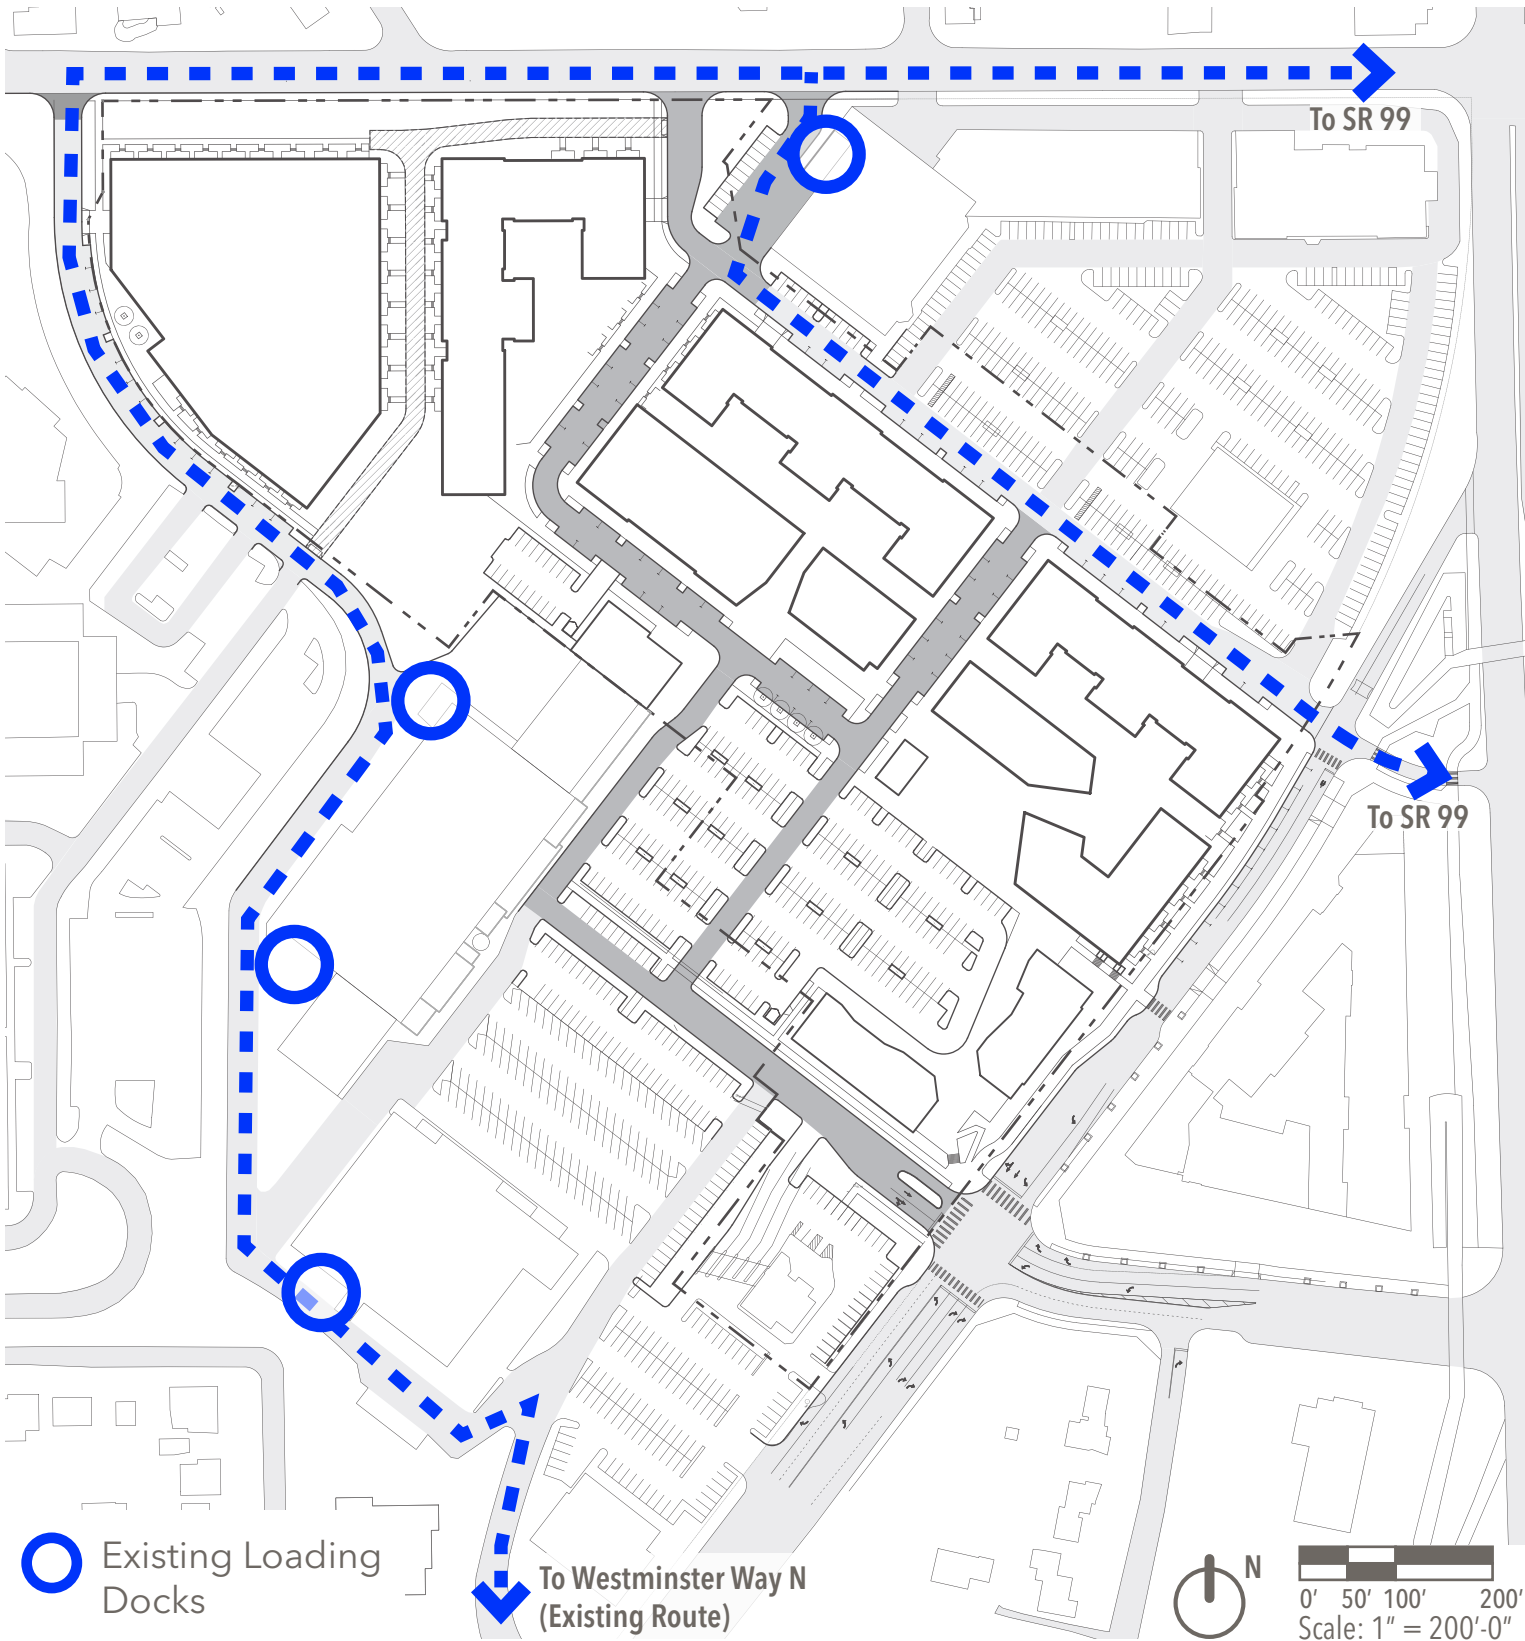 To SR 99
To SR 99
Existing Loading
Docks
To Westminster Way N
(Existing Route)
N
0' 50' 100' 200'
Scale: 1" = 200'-0"